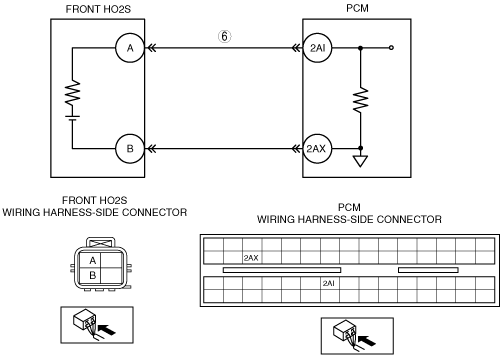 FRONT HO2S
PCM
A
6
2AI
B
2AX
FRONT HO2S
WIRING HARNESS-SIDE CONNECTOR
A
B
PCM
WIRING HARNESS-SIDE CONNECTOR
2AX
2AI